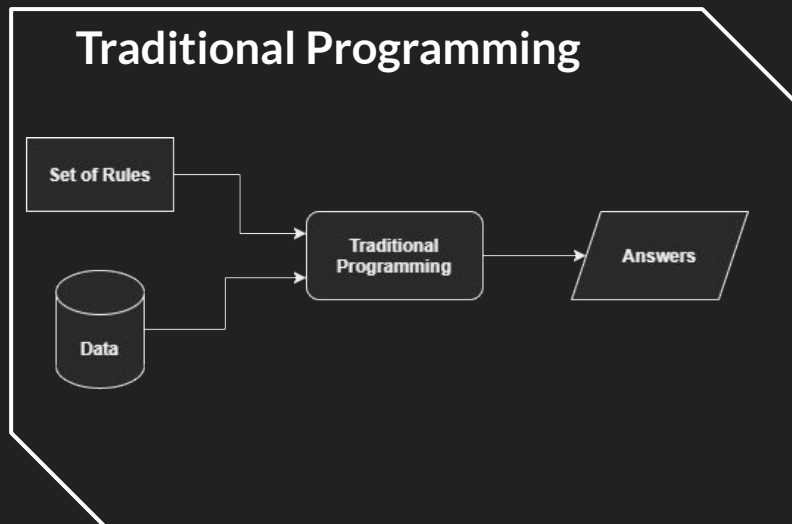 Traditional Programming
Set of Rules
Traditional
Programming
Answers
Data